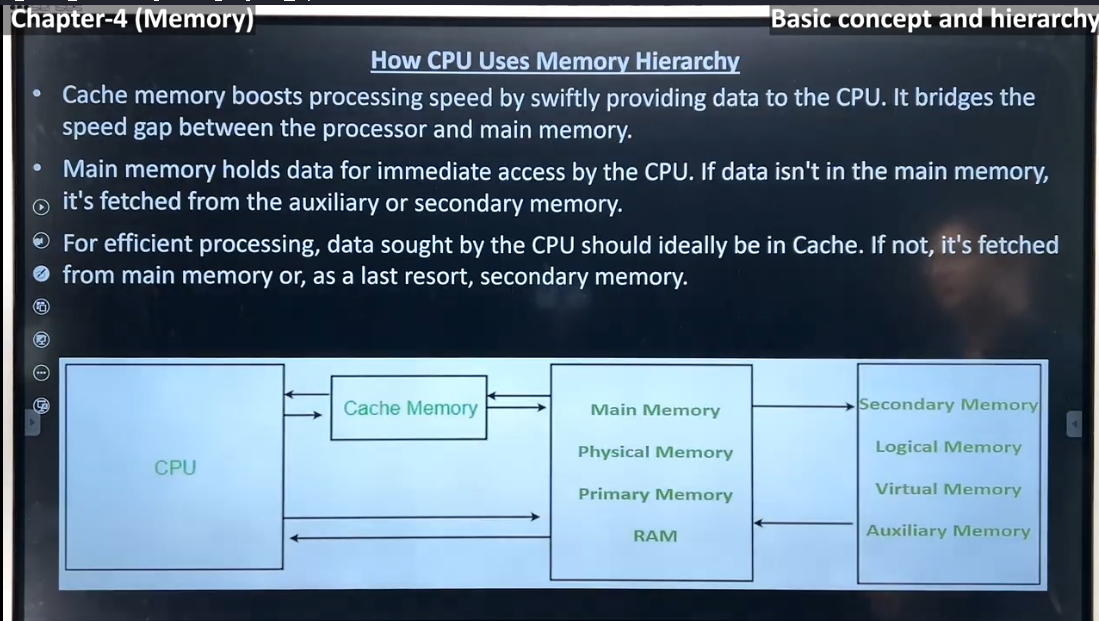 Chapter-4 (Memory)
Basic concept and hierarchy
How CPU Uses Memory Hierarchy
• Cache memory boosts processing speed by swiftly providing data to the CPU. It bridges the
speed gap between the processor and main memory.
• Main memory holds data for immediate access by the CPU. If data isn't in the main memory,
it's fetched from the auxiliary or secondary memory.
For efficient processing, data sought by the CPU should ideally be in Cache. If not, it's fetched
from main memory or, as a last resort, secondary memory.
CPU
Cache Memory
Main Memory
Physical Memory
Primary Memory
RAM
Secondary Memory
Logical Memory
Virtual Memory
Auxiliary Memory